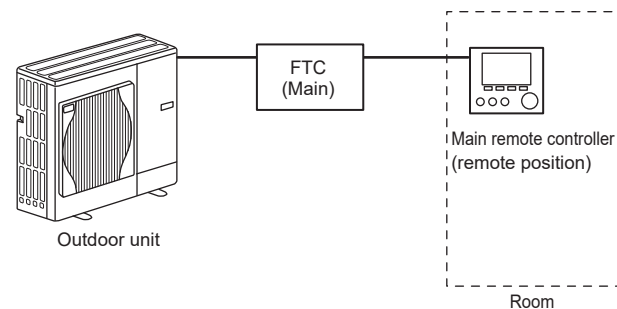 FTC
(Main)
Main remote controller
(remote position)
Outdoor unit
Room